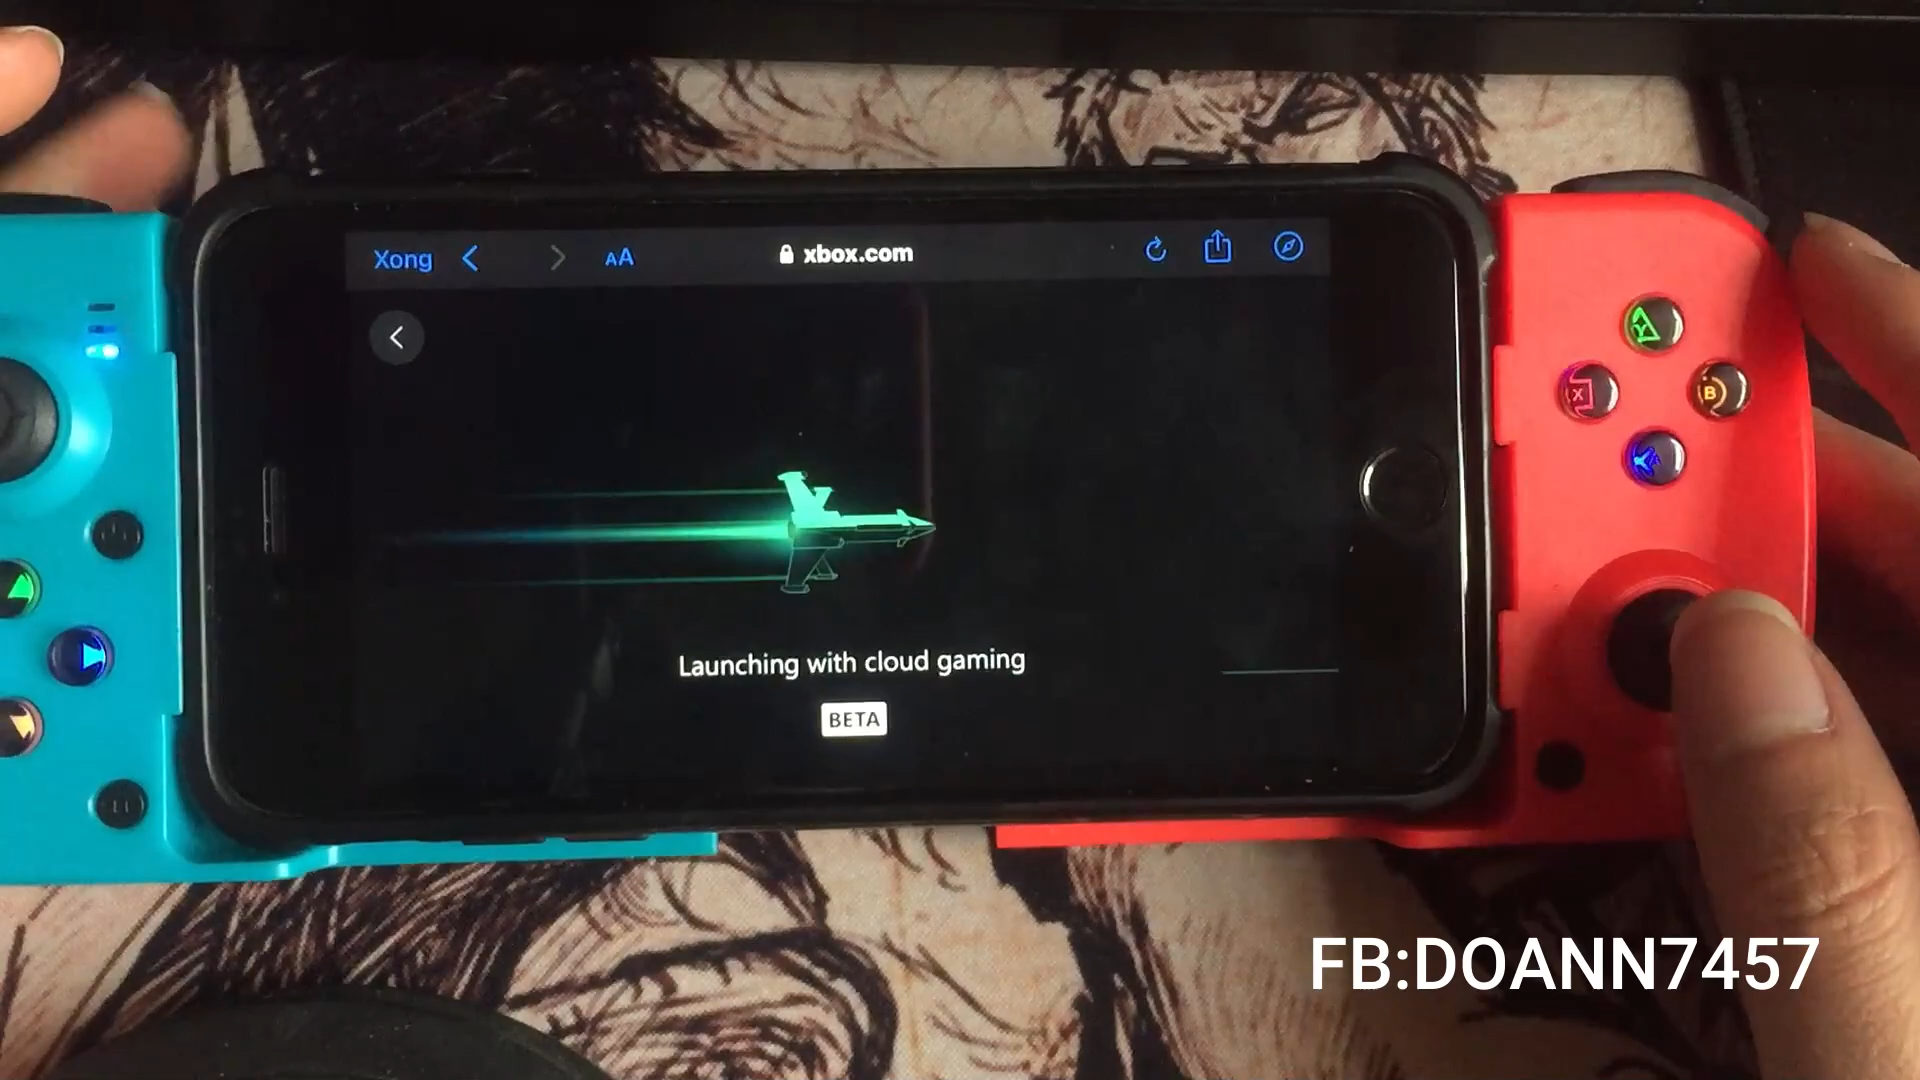 Xong
AA
xbox.com
Y
X
B
Launching with cloud gaming
BETA
FB:DOANN7457